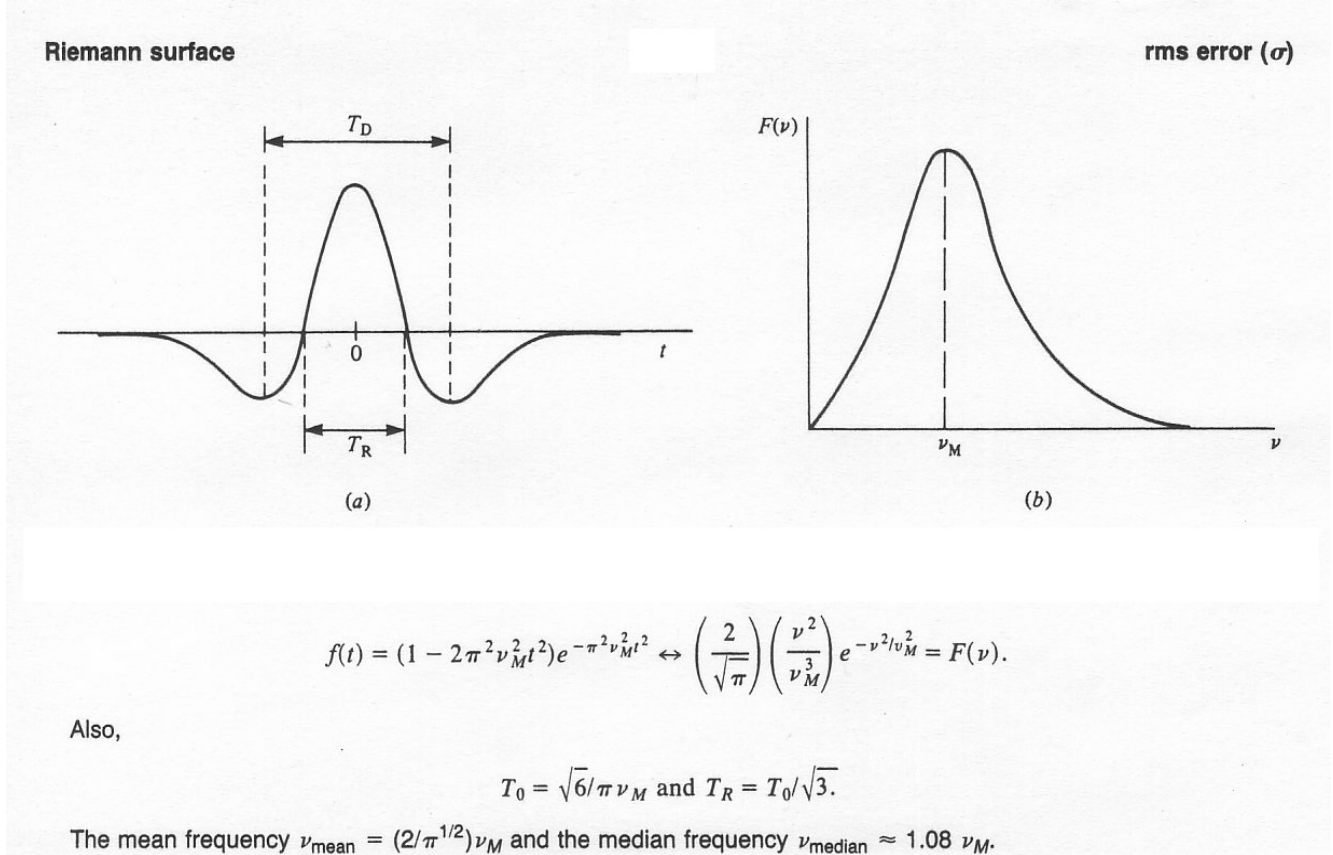 Riemann surface
rms error (σ)
T_D
0
t
T_R
(a)
F(ν)
ν_M
ν
(b)
f(t) = (1 − 2π²ν_M²t²)e^{−π²ν_M²t²} ↔ (2/√π)(ν²/ν_M³) e^{−ν²/ν_M²} = F(ν).
Also,
T₀ = √6/πν_M and T_R = T₀/√3.
The mean frequency ν_mean = (2/π^{1/2})ν_M and the median frequency ν_median ≈ 1.08 ν_M.